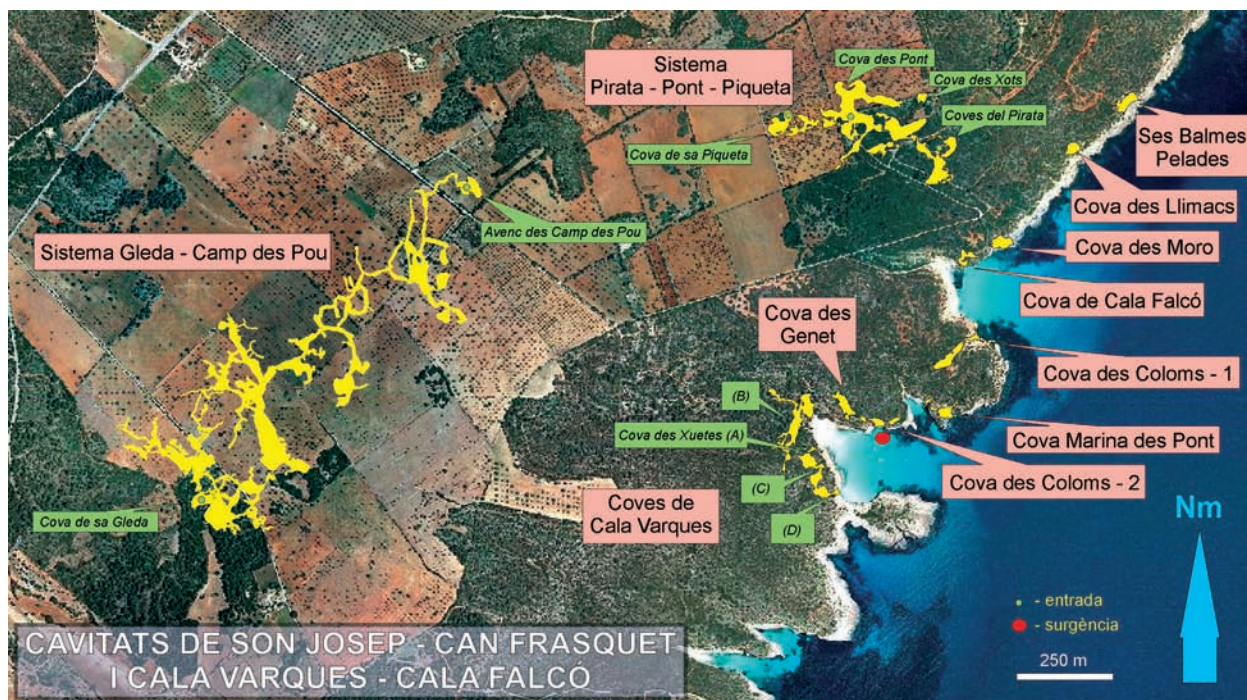 Sistema
Pirata - Pont - Piqueta
Cova des Pont
Cova des Xots
Coves del Pirata
Cova de sa Piqueta
Ses Balmes
Pelades
Cova des Llimacs
Cova des Moro
Cova de Cala Falcó
Cova des Coloms - 1
Cova Marina des Pont
Cova des Coloms - 2
Cova des
Genet
Sistema Gleda - Camp des Pou
Avenc des Camp des Pou
(B)
Cova des Xuetes (A)
(C)
(D)
Coves de
Cala Varques
Cova de sa Gleda
Nm
- entrada
- surgència
250 m
CAVITATS DE SON JOSEP - CAN FRASQUET
I CALA VARQUES - CALA FALCÓ